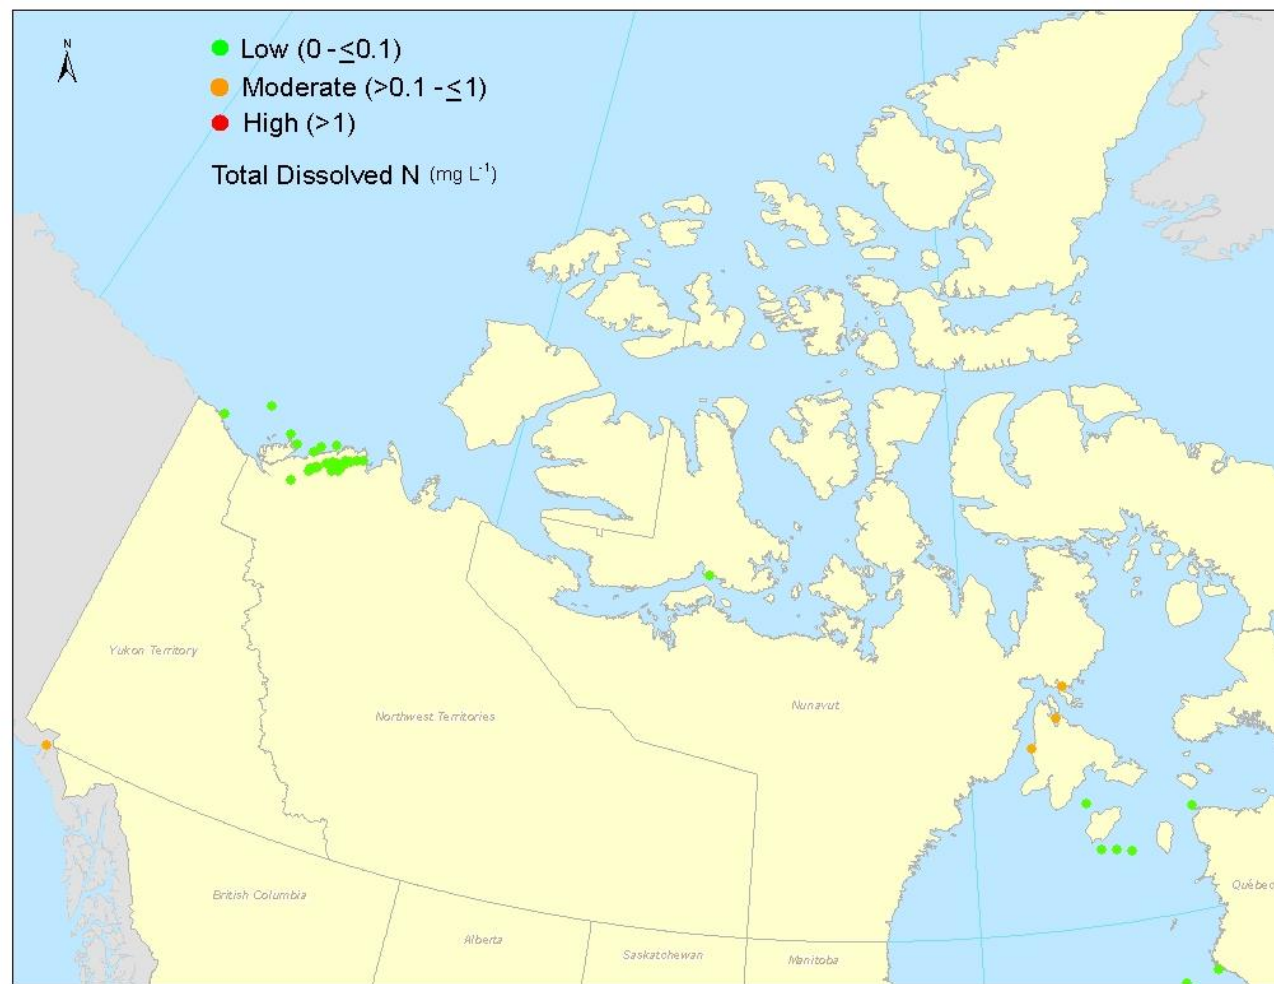 N
Low (0 - ≤0.1)
Moderate (>0.1 - ≤1)
High (>1)
Total Dissolved N (mg L-1)
Yukon Territory
Northwest Territories
Nunavut
British Columbia
Alberta
Saskatchewan
Manitoba
Québec